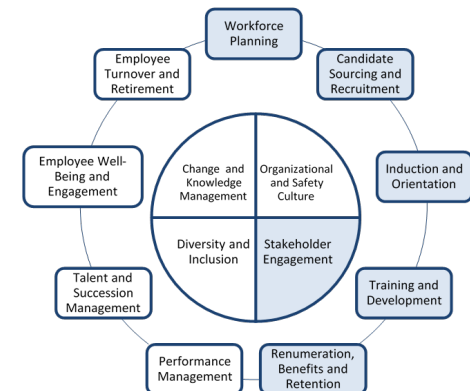 Workforce
Planning
Candidate
Sourcing and
Recruitment
Induction and
Orientation
Training and
Development
Renumeration,
Benefits and
Retention
Performance
Management
Talent and
Succession
Management
Employee Well-
Being and
Engagement
Employee
Turnover and
Retirement
Change and
Knowledge
Management
Organizational
and Safety
Culture
Diversity and
Inclusion
Stakeholder
Engagement